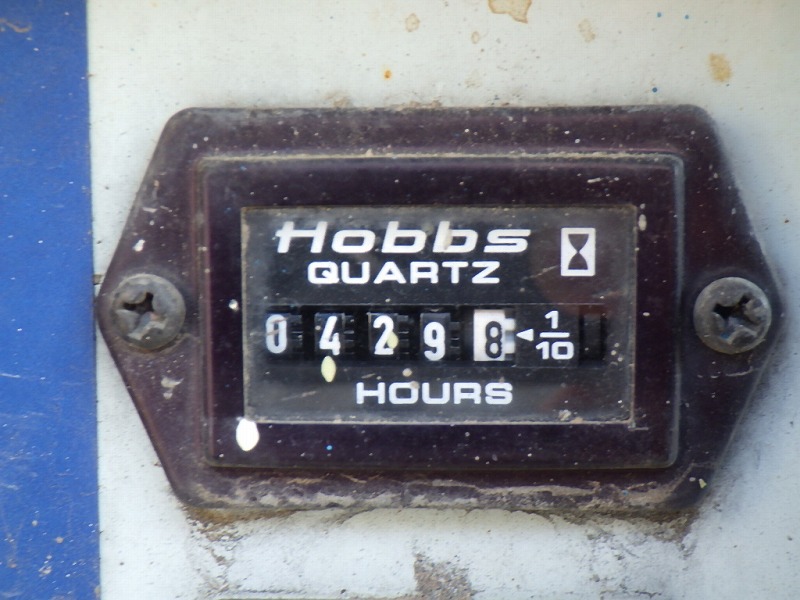 Hobbs
QUARTZ
0 4 2 9 8 ◄ 1/10
HOURS